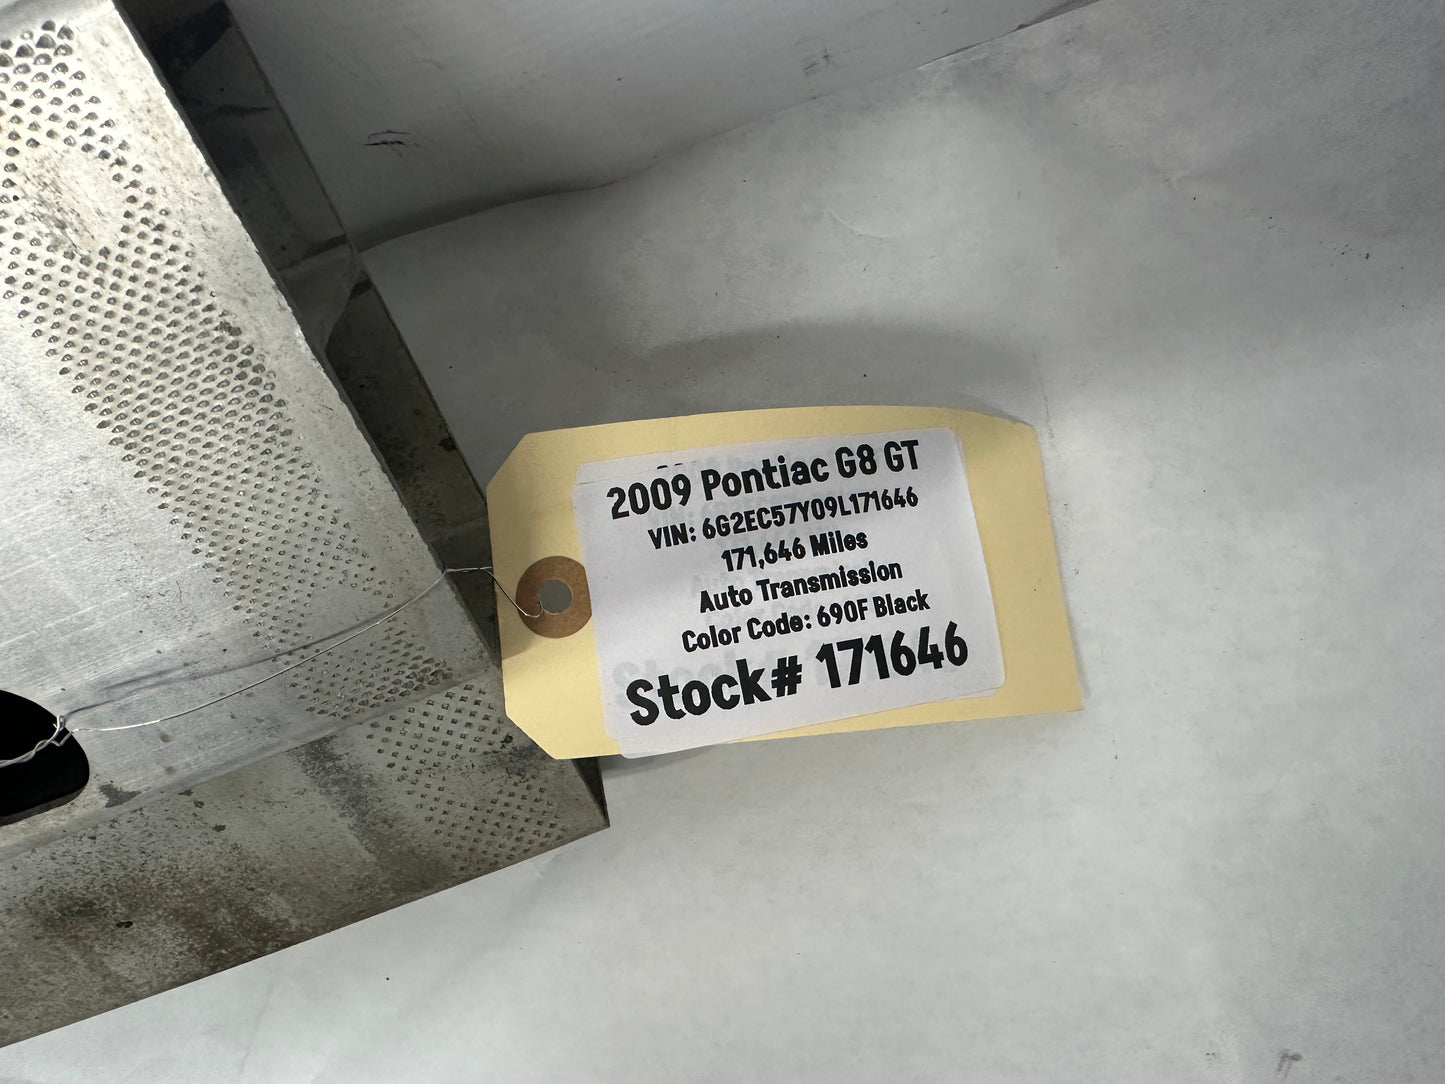 2009 Pontiac G8 GT
VIN: 6G2EC57Y09L171646
171,646 Miles
Auto Transmission
Color Code: 690F Black
Stock# 171646